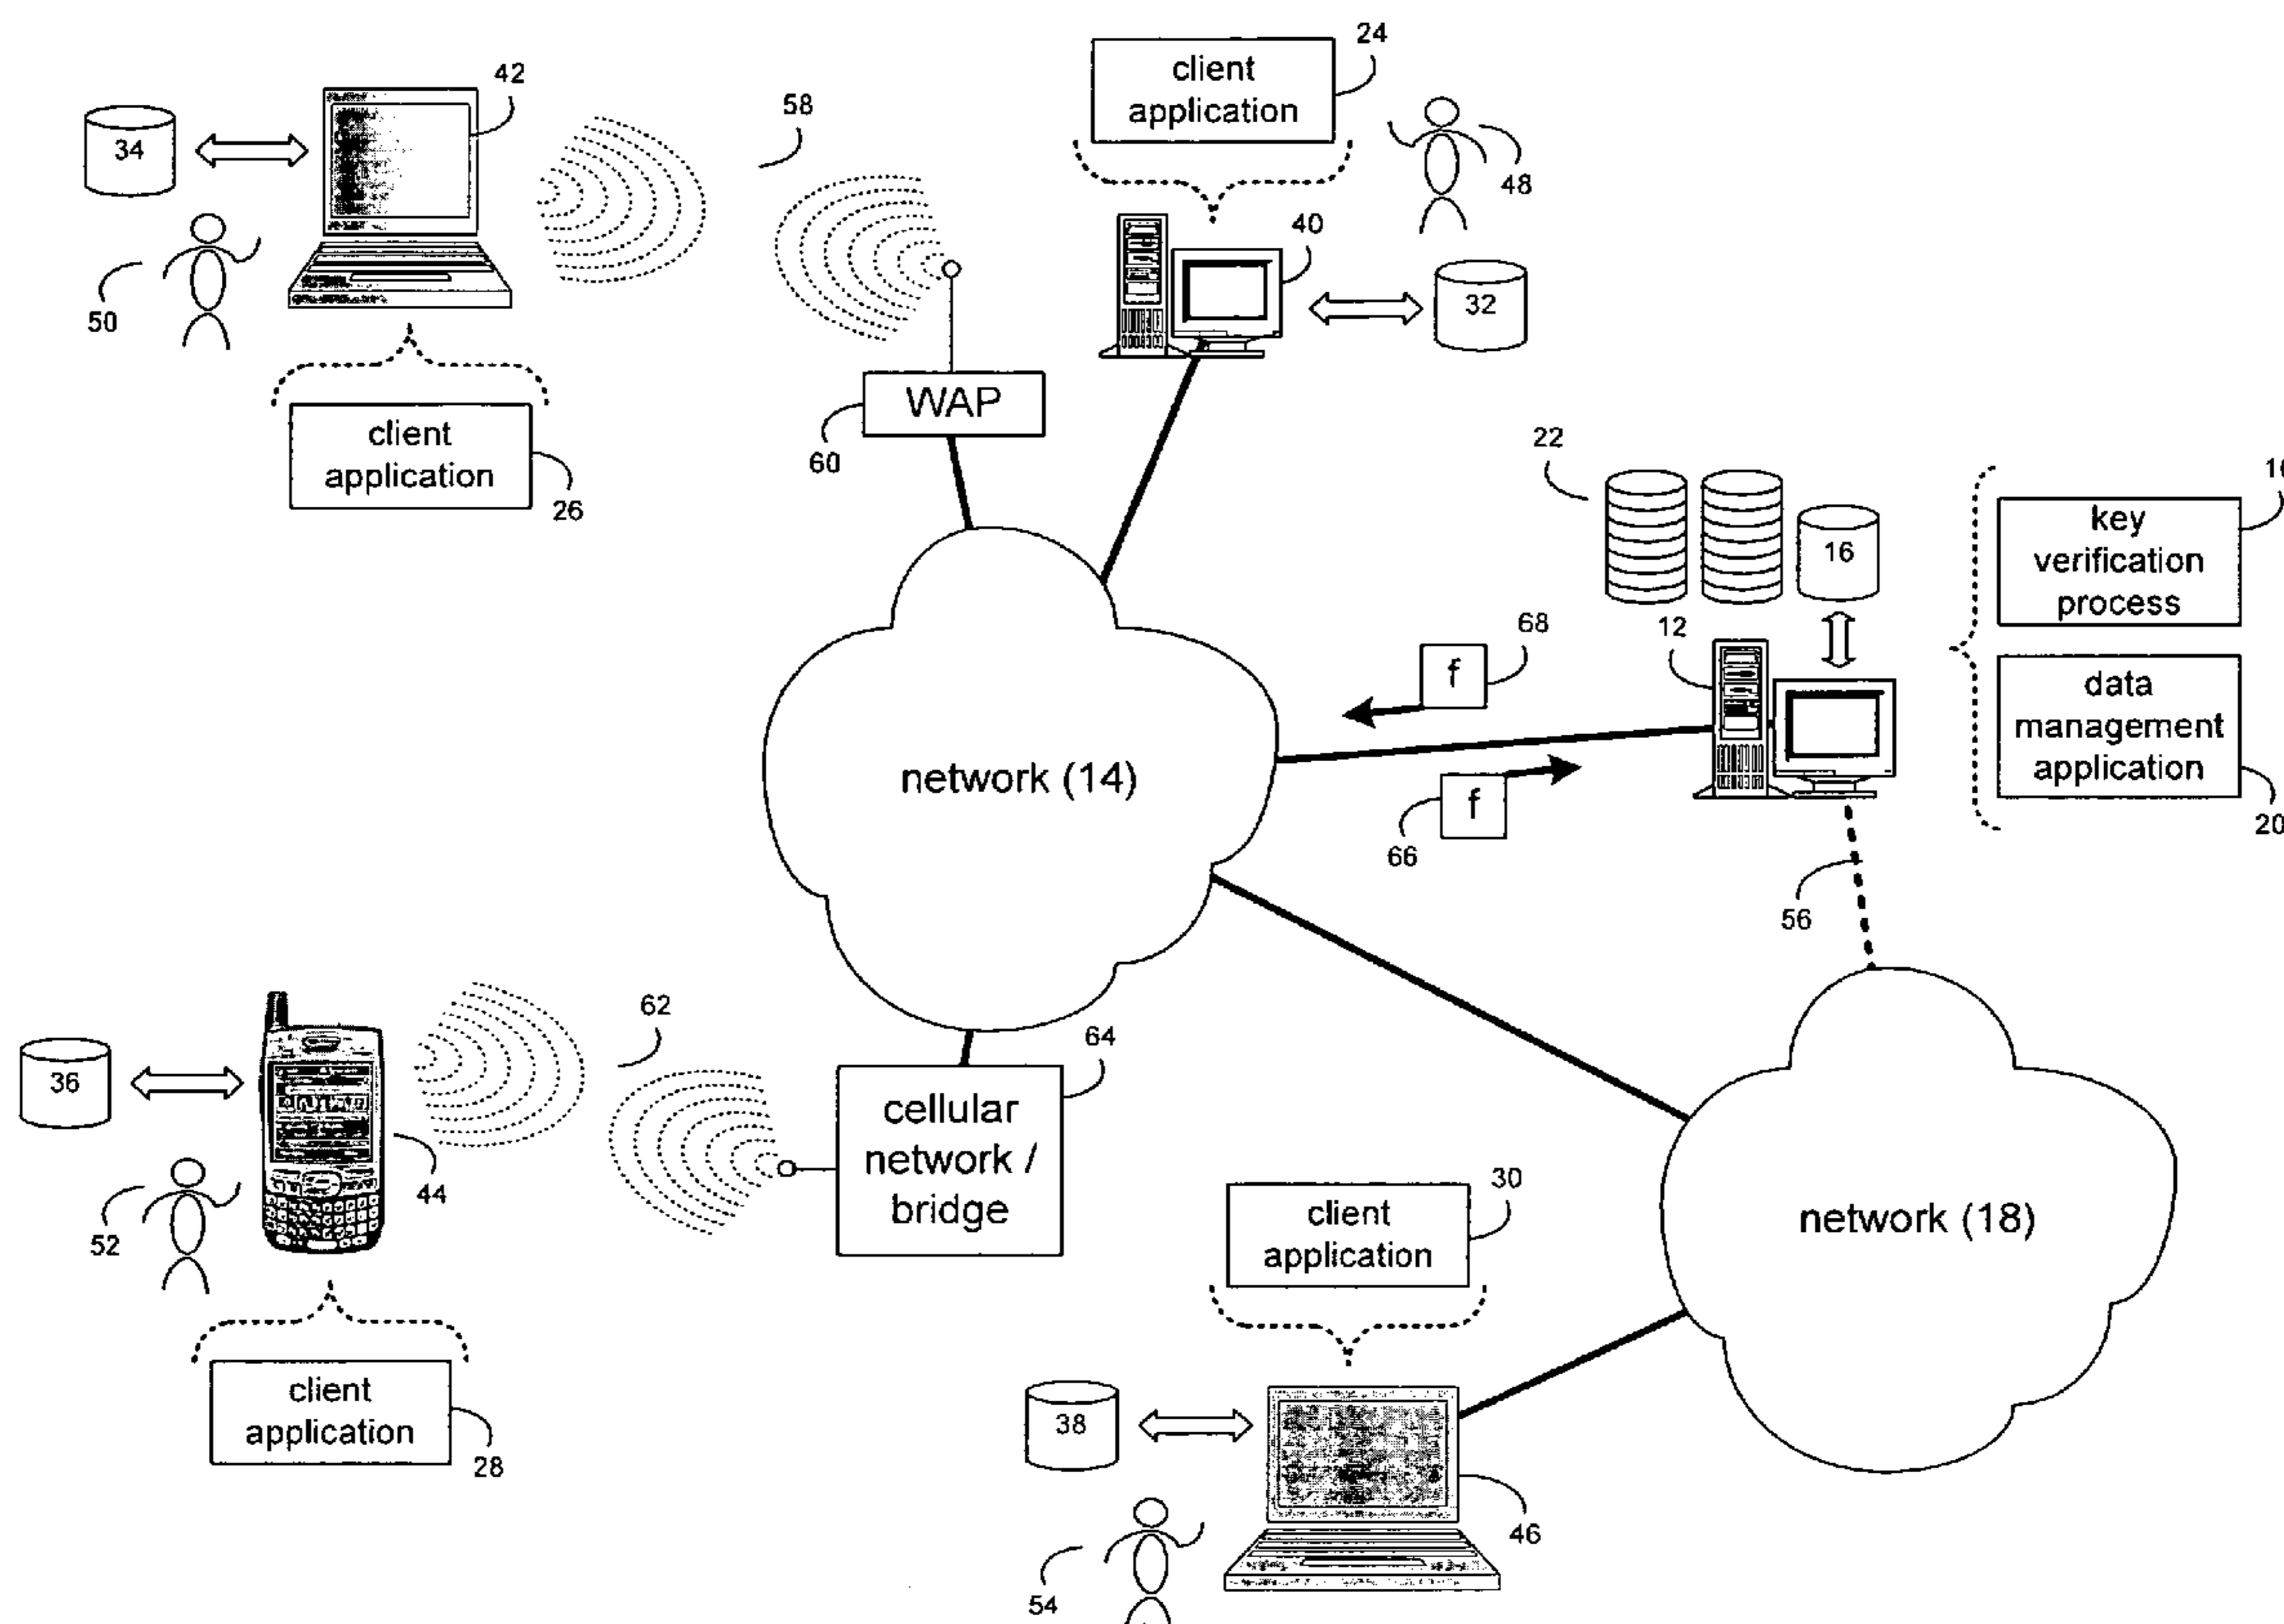 42
24
client
application
58
34
48
40
50
32
client
application
26
WAP
60
22
key
verification
process
16
68
12
f
data
management
application
network (14)
f
20
66
56
62
64
36
cellular
network /
bridge
44
52
30
client
application
network (18)
client
application
28
38
46
54